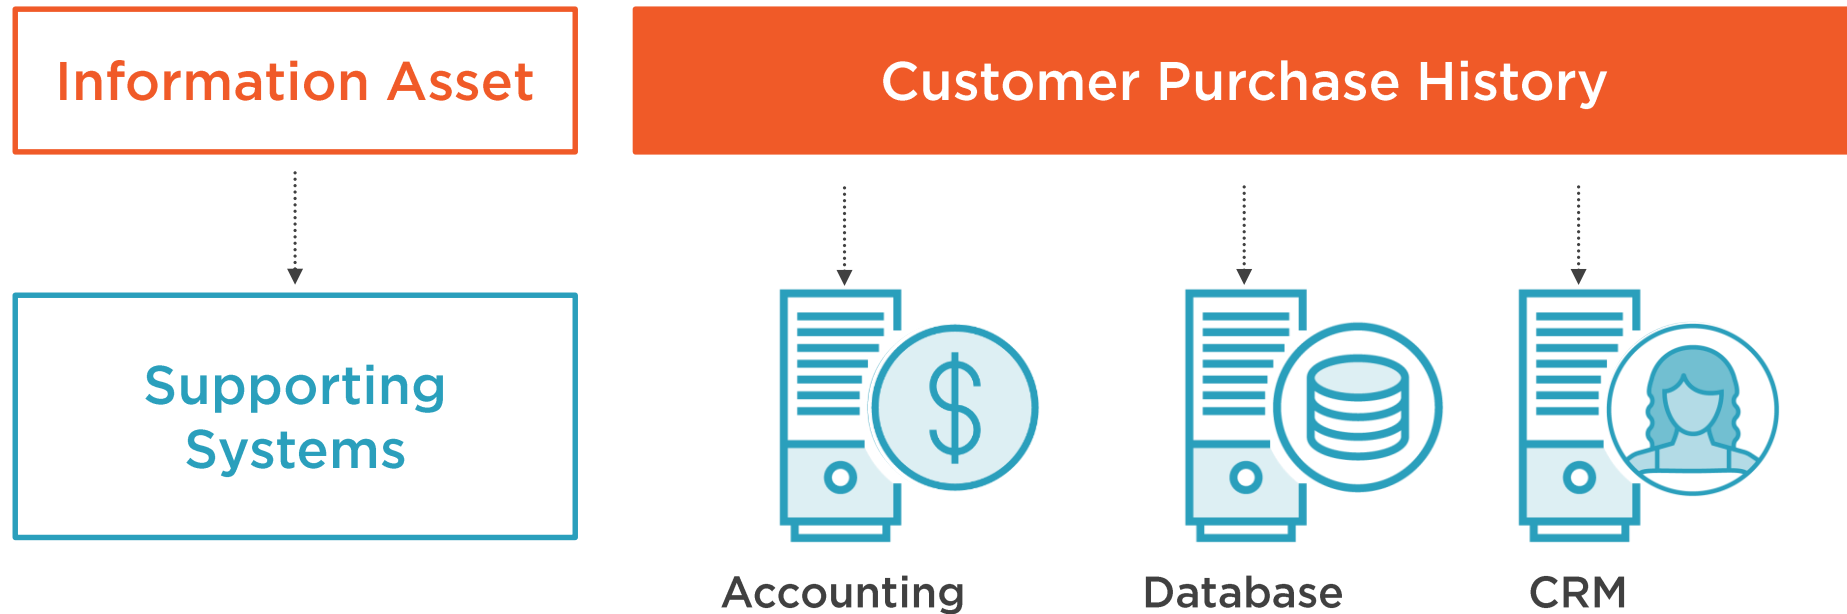 Information Asset
Customer Purchase History
Supporting
Systems
$
Accounting
Database
CRM